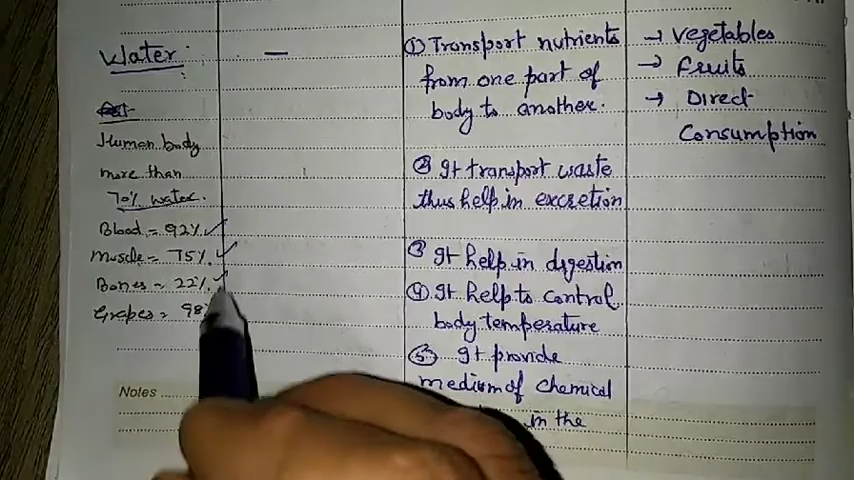 Water
Human body
more than
70% water.
Blood = 92%
Muscle = 75%
Bones = 22%
Grapes = 98
—
① Transport nutrients
from one part of
body to another.
② It transport waste
thus help in excretion
③ It help in digestion
④ It help to control
body temperature
⑤ It provide
medium of chemical
in the
→ vegetables
→ fruits
→ Direct
Consumption
Notes